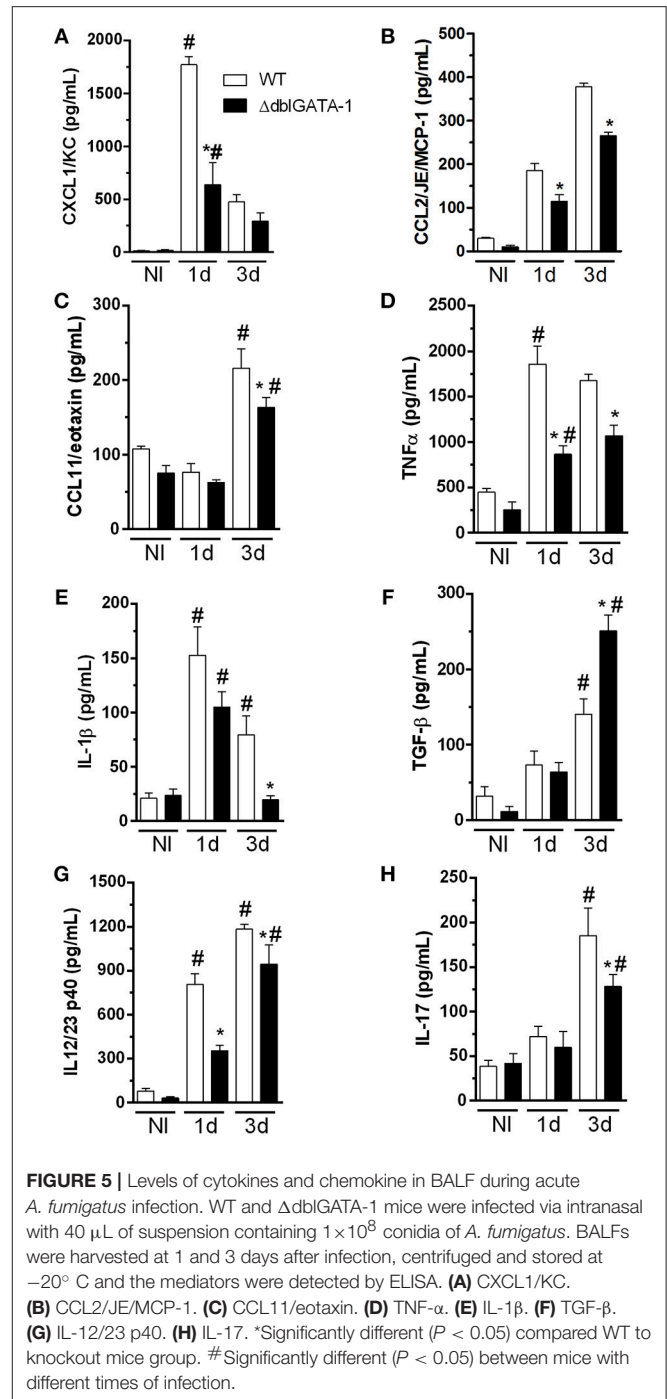 A
CXCL1/KC (pg/mL)
2000
1500
1000
500
0
#
*#
WT
ΔdblGATA-1
NI 1d 3d
B
CCL2/JE/MCP-1 (pg/mL)
400
300
200
100
0
*
*
NI 1d 3d
C
CCL11/eotaxin (pg/mL)
300
200
100
0
#
* #
NI 1d 3d
D
TNFα (pg/mL)
2500
2000
1500
1000
500
0
#
* #
*
NI 1d 3d
E
IL-1β (pg/mL)
200
150
100
50
0
#
#
#
*
NI 1d 3d
F
TGF-β (pg/mL)
300
200
100
0
#
* #
NI 1d 3d
G
IL12/23 p40 (pg/mL)
1500
1200
900
600
300
0
#
*
#
*#
NI 1d 3d
H
IL-17 (pg/mL)
250
200
150
100
50
0
#
*#
NI 1d 3d
FIGURE 5 | Levels of cytokines and chemokine in BALF during acute
A. fumigatus infection. WT and ΔdblGATA-1 mice were infected via intranasal
with 40 μL of suspension containing 1×10⁸ conidia of A. fumigatus. BALFs
were harvested at 1 and 3 days after infection, centrifuged and stored at
−20° C and the mediators were detected by ELISA. (A) CXCL1/KC.
(B) CCL2/JE/MCP-1. (C) CCL11/eotaxin. (D) TNF-α. (E) IL-1β. (F) TGF-β.
(G) IL-12/23 p40. (H) IL-17. *Significantly different (P < 0.05) compared WT to
knockout mice group. #Significantly different (P < 0.05) between mice with
different times of infection.